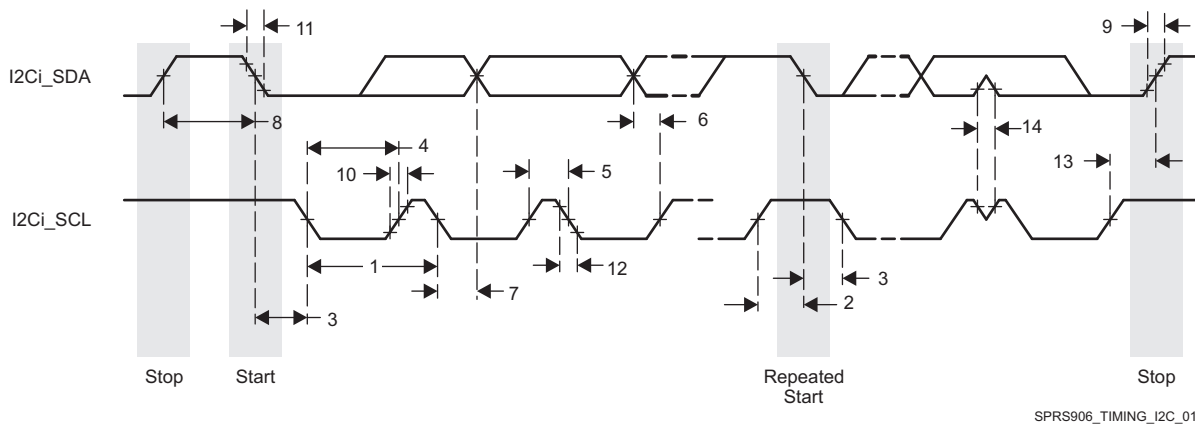 11
9
I2Ci_SDA
8
6
14
4
10
5
13
I2Ci_SCL
1
12
7
3
3
2
Stop
Start
Repeated
Start
Stop
SPRS906_TIMING_I2C_01